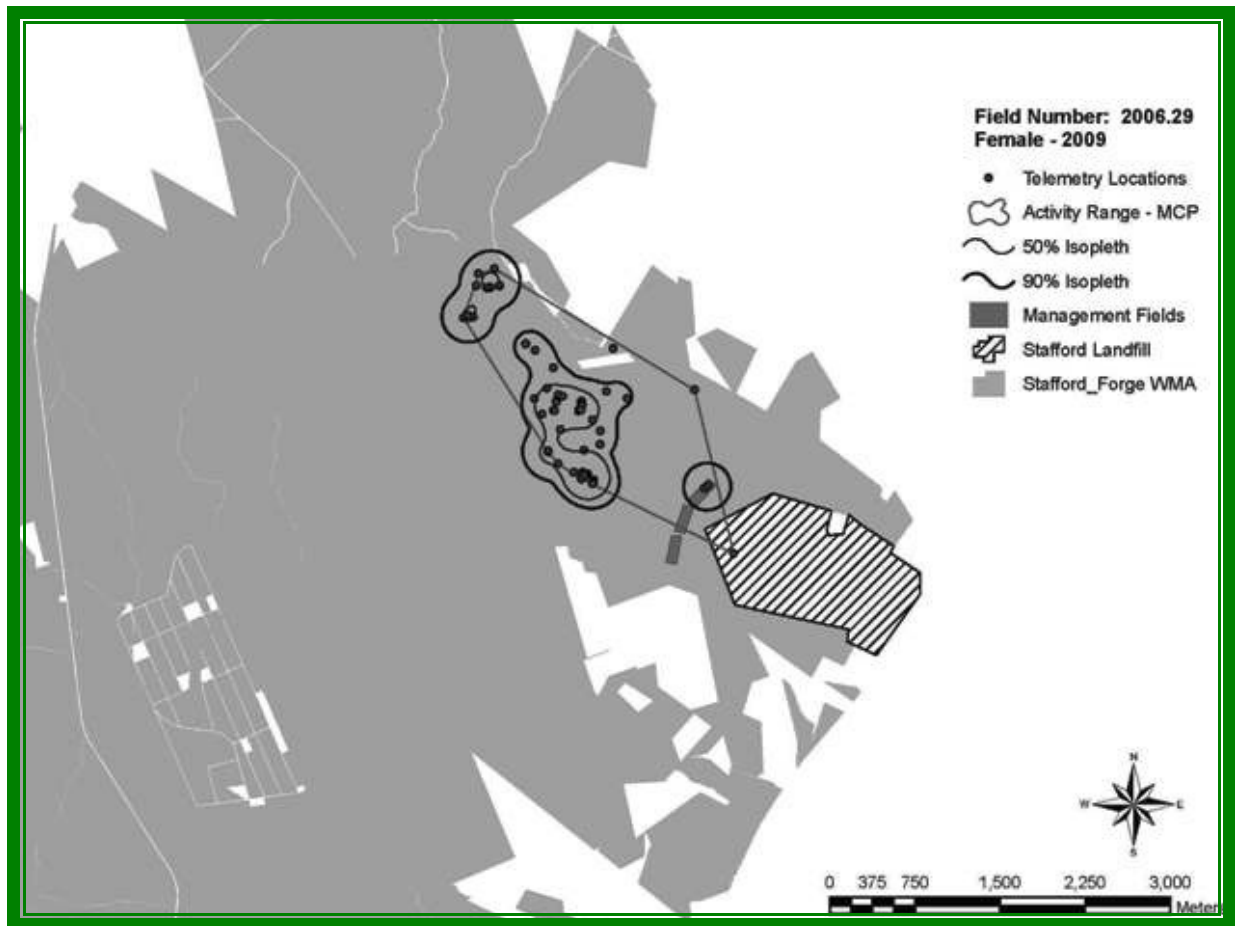 Field Number: 2006.29
Female - 2009
Telemetry Locations
Activity Range - MCP
50% Isopleth
90% Isopleth
Management Fields
Stafford Landfill
Stafford_Forge WMA
N
W E
S
0 375 750 1,500 2,250 3,000
Meters